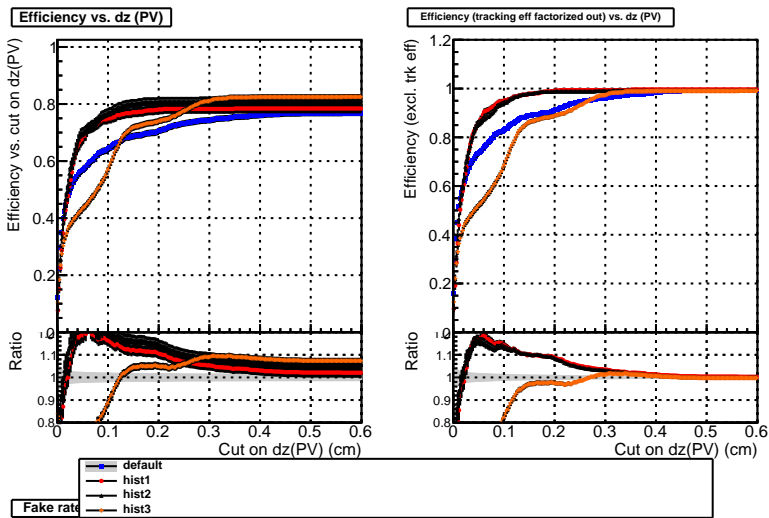 Efficiency vs. dz (PV)
Efficiency (tracking eff factorized out) vs. dz (PV)
Efficiency vs. cut on dz(PV)
1
0.8
0.6
0.4
0.2
0
Ratio
1.1
1.0
0.9
0.8
0 0.1 0.2 0.3 0.4 0.5 0.6
Cut on dz(PV) (cm)
Efficiency (excl. trk eff)
1.2
1
0.8
0.6
0.4
0.2
0
Ratio
1.1
1.0
0.9
0.8
0 0.1 0.2 0.3 0.4 0.5 0.6
Cut on dz(PV) (cm)
default
hist1
hist2
hist3
Fake rate